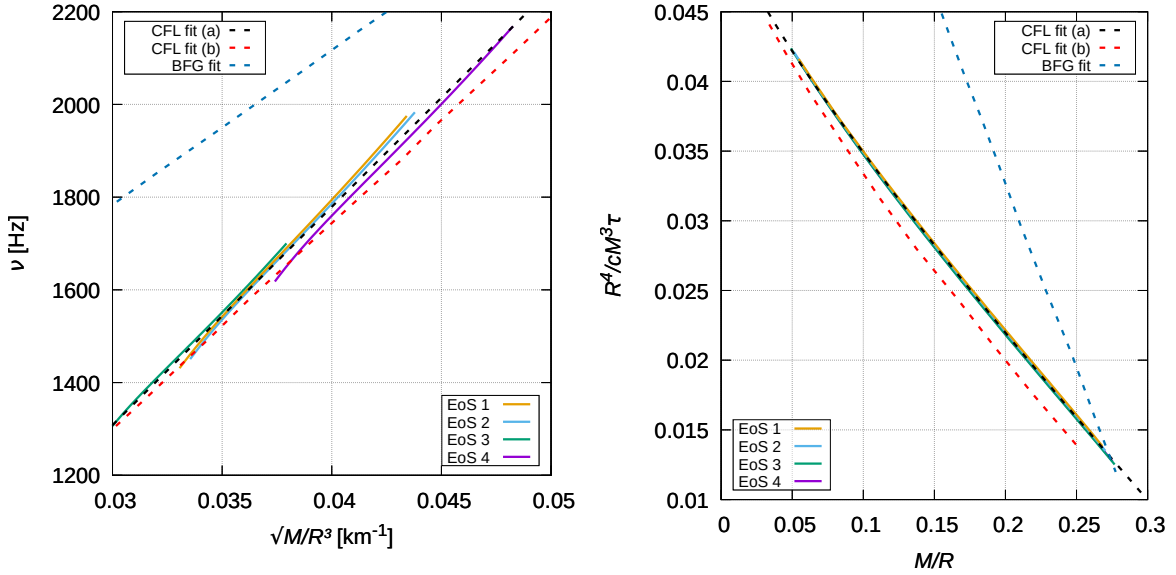 2200
2000
1800
1600
1400
1200
ν [Hz]
CFL fit (a)
CFL fit (b)
BFG fit
EoS 1
EoS 2
EoS 3
EoS 4
0.03
0.035
0.04
0.045
0.05
√M/R³ [km⁻¹]
0.045
0.04
0.035
0.03
0.025
0.02
0.015
0.01
R⁴/cM³τ
CFL fit (a)
CFL fit (b)
BFG fit
EoS 1
EoS 2
EoS 3
EoS 4
0
0.05
0.1
0.15
0.2
0.25
0.3
M/R